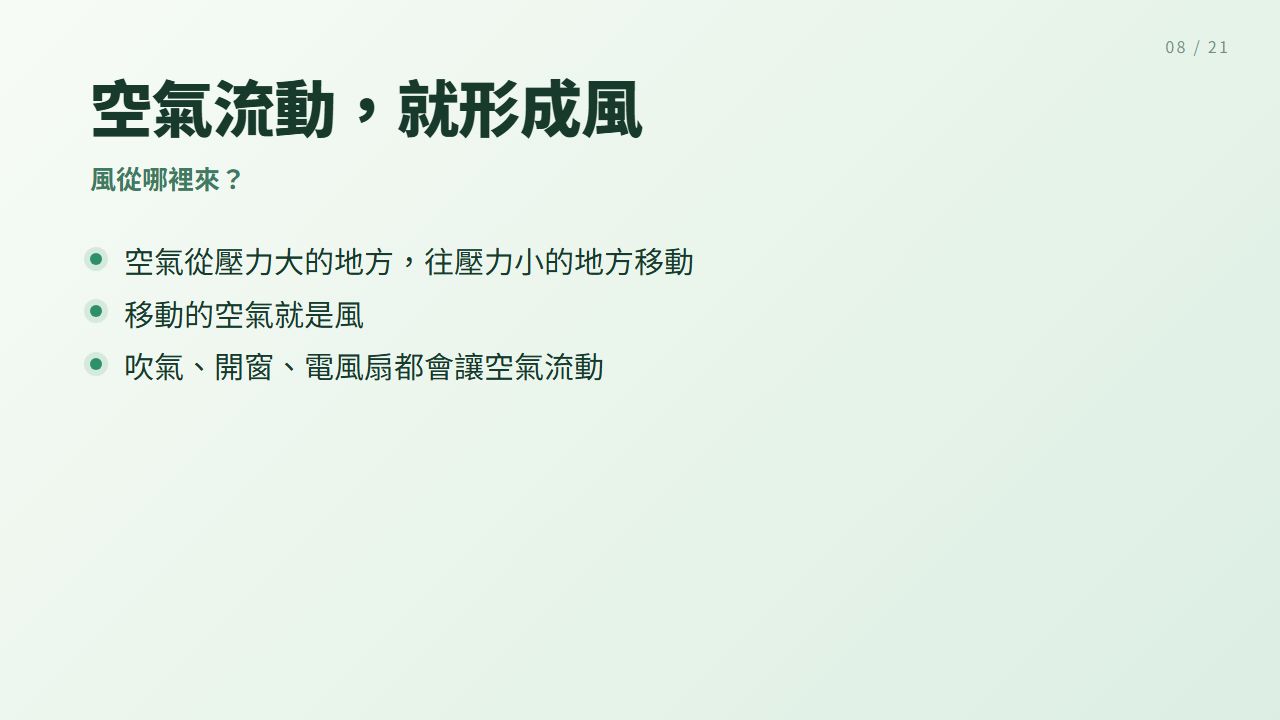 08 / 21
空氣流動，就形成風
風從哪裡來？
空氣從壓力大的地方，往壓力小的地方移動
移動的空氣就是風
吹氣、開窗、電風扇都會讓空氣流動